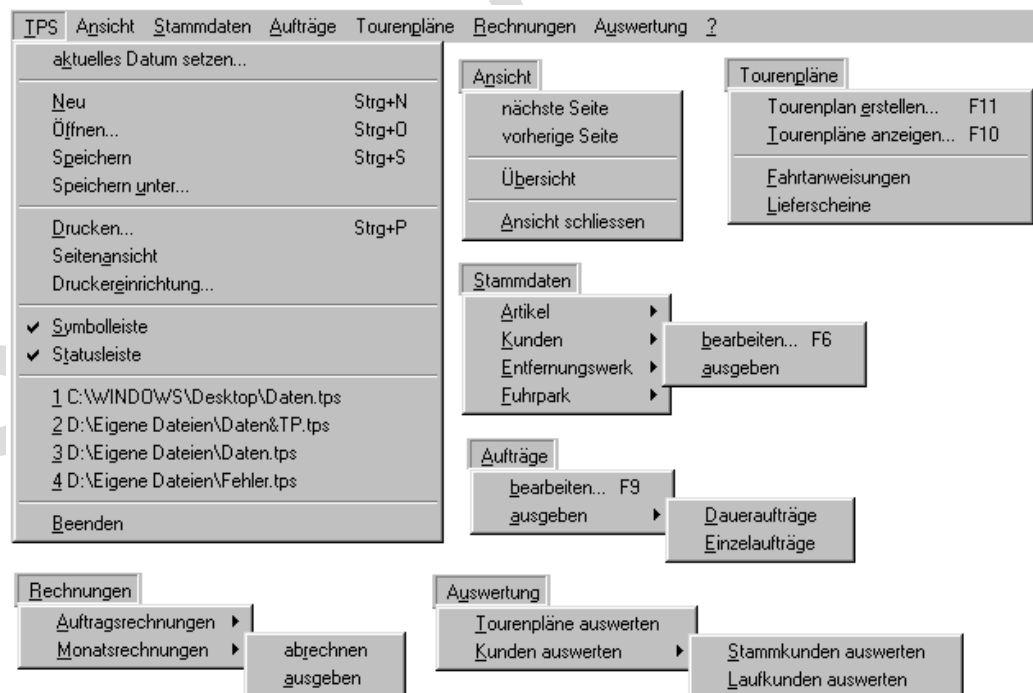 TPS Ansicht Stammdaten Aufträge Tourenpläne Rechnungen Auswertung ?
aktuelles Datum setzen...
Neu Strg+N
Öffnen... Strg+O
Speichern Strg+S
Speichern unter...
Drucken... Strg+P
Seitenansicht
Druckereinrichtung...
Symbolleiste
Statusleiste
1 C:\WINDOWS\Desktop\Daten.tps
2 D:\Eigene Dateien\Daten&TP.tps
3 D:\Eigene Dateien\Daten.tps
4 D:\Eigene Dateien\Fehler.tps
Beenden
Ansicht
nächste Seite
vorherige Seite
Übersicht
Ansicht schliessen
Tourenpläne
Tourenplan erstellen... F11
Tourenpläne anzeigen... F10
Fahrtanweisungen
Lieferscheine
Stammdaten
Artikel
Kunden
Entfernungswerk
Fuhrpark
bearbeiten... F6
ausgeben
Aufträge
bearbeiten... F9
ausgeben
Daueraufträge
Einzelaufträge
Rechnungen
Auftragsrechnungen
Monatsrechnungen
abrechnen
ausgeben
Auswertung
Tourenpläne auswerten
Kunden auswerten
Stammkunden auswerten
Laufkunden auswerten